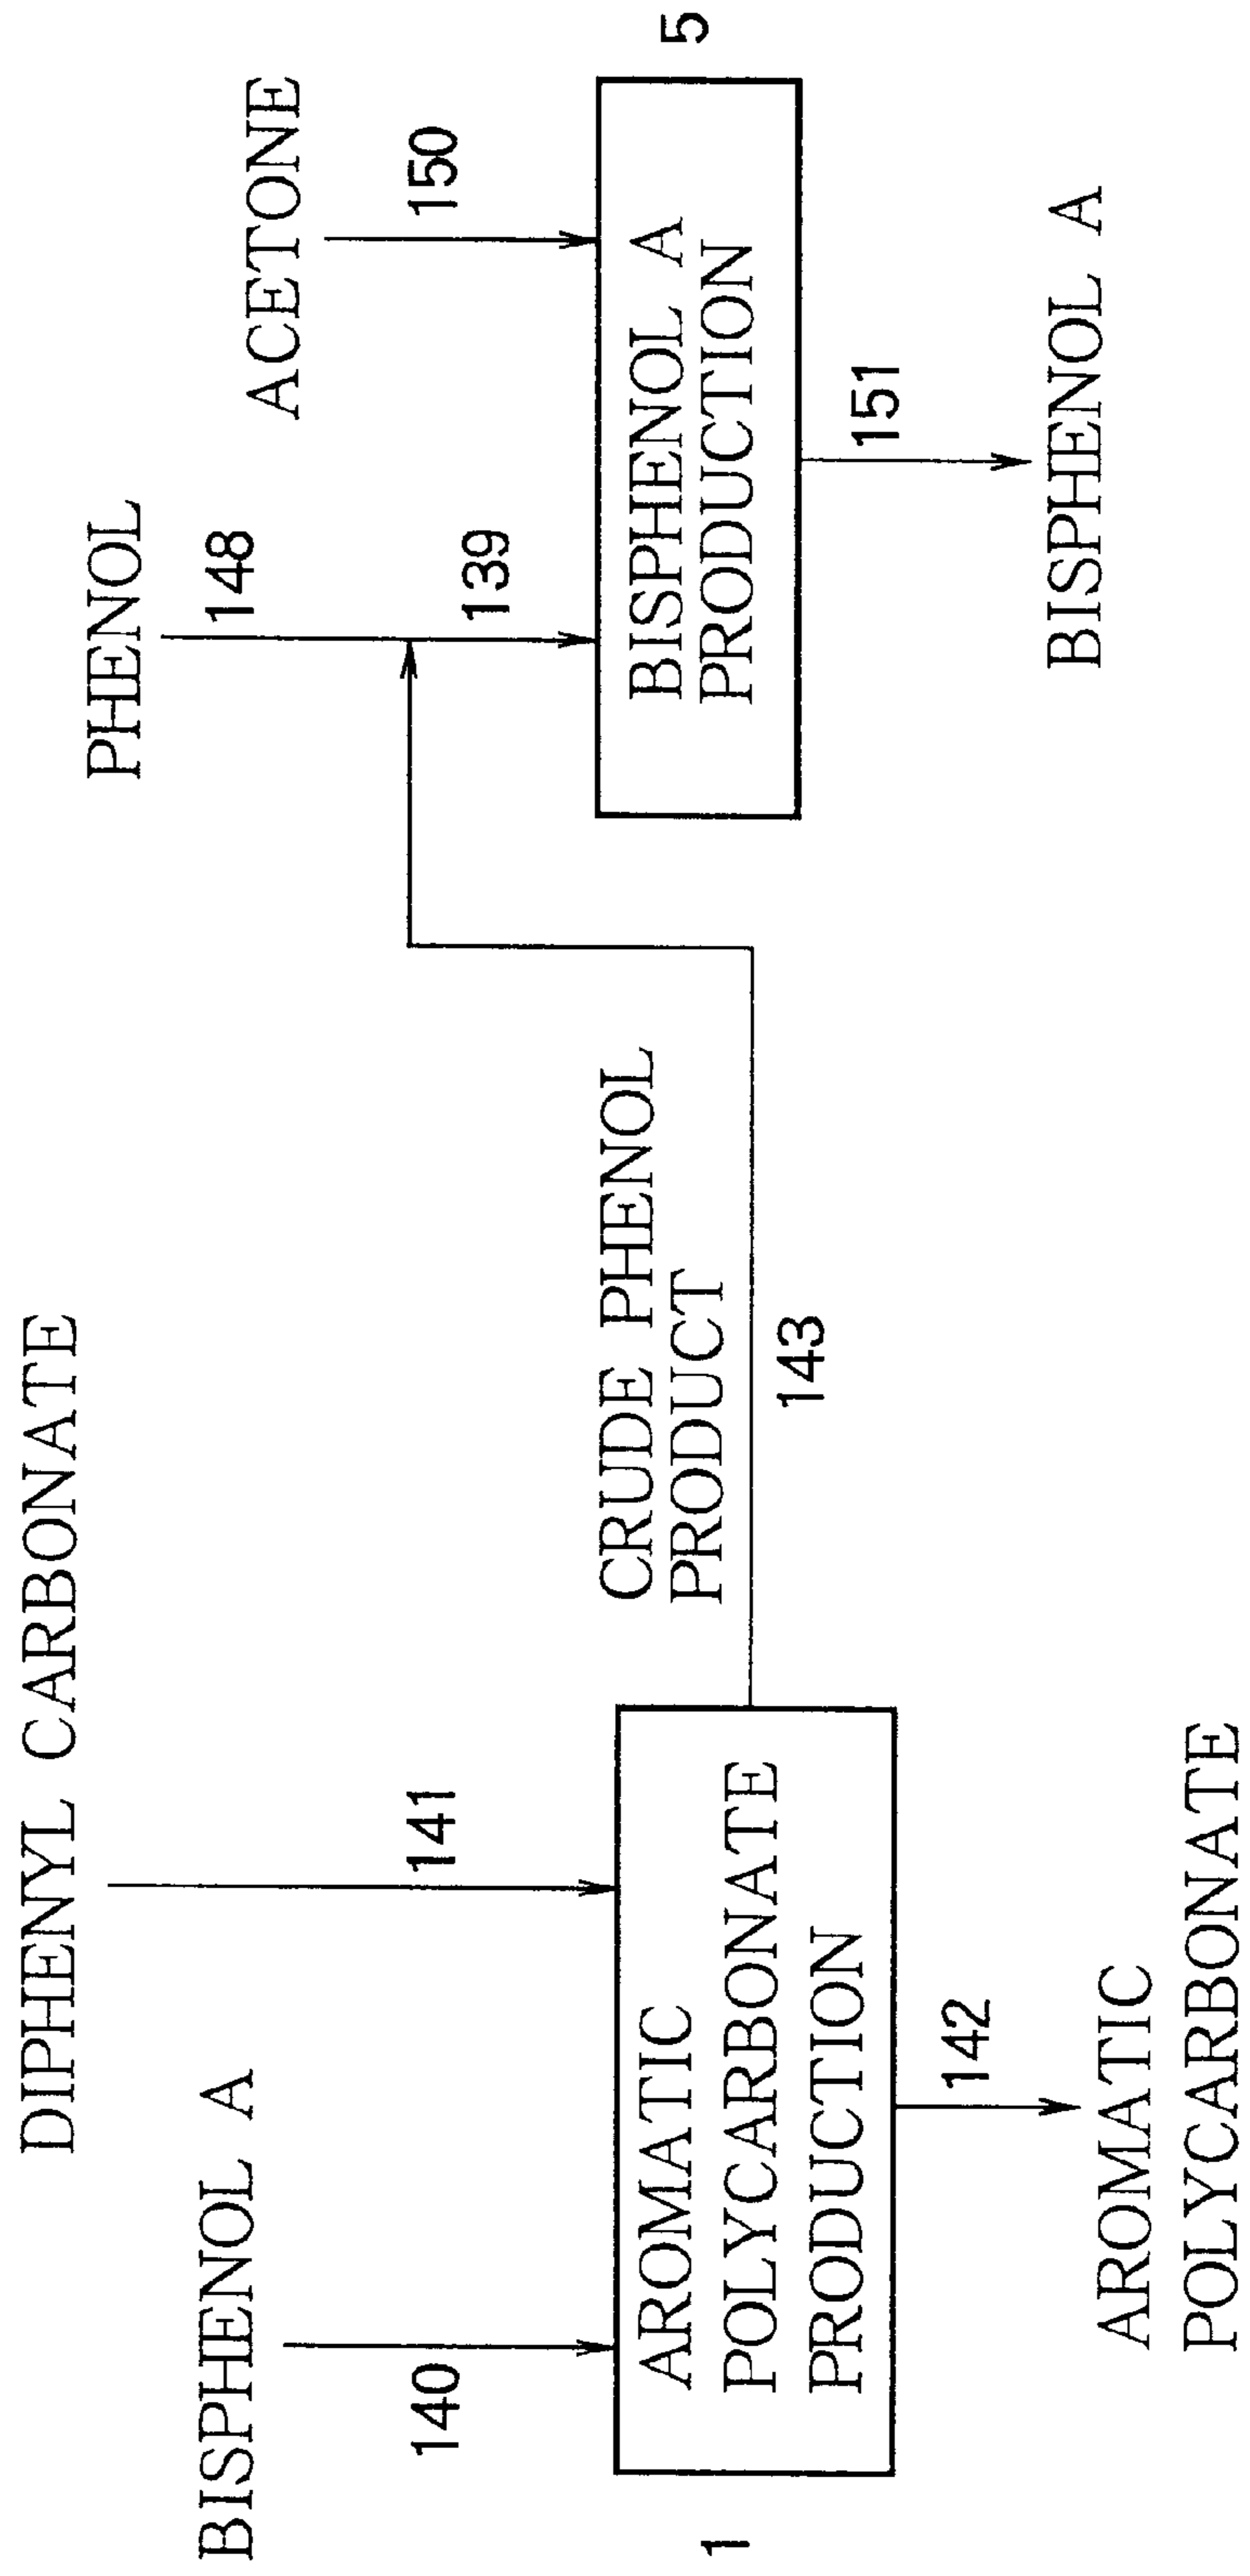 DIPHENYL CARBONATE
BISPHENOL A
140
141
AROMATIC
POLYCARBONATE
PRODUCTION
1
142
AROMATIC
POLYCARBONATE
CRUDE PHENOL
PRODUCT
143
PHENOL
148
139
ACETONE
150
BISPHENOL A
PRODUCTION
5
151
BISPHENOL A